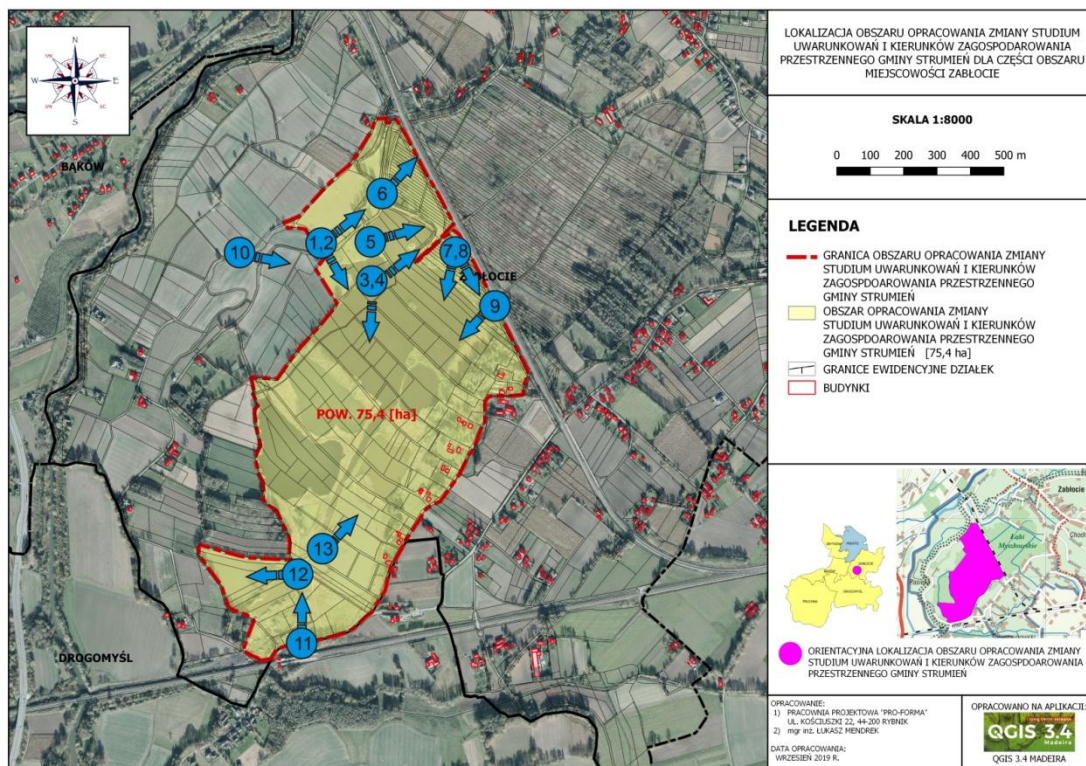 N
W
E
S
BĄKÓW
6
10
1,2
5
7,8
3,4
9
POW. 75,4 [ha]
13
12
11
DROGOMYŚL
LOKALIZACJA OBSZARU OPRACOWANIA ZMIANY STUDIUM
UWARUNKOWAŃ I KIERUNKÓW ZAGOSPODAROWANIA
PRZESTRZENNEGO GMINY STRUMIEŃ DLA CZĘŚCI OBSZARU
MIEJSCOWOŚCI ZABŁOCIE
SKALA 1:8000
0 100 200 300 400 500 m
LEGENDA
GRANICA OBSZARU OPRACOWANIA ZMIANY
STUDIUM UWARUNKOWAŃ I KIERUNKÓW
ZAGOSPDOAROWANIA PRZESTRZENNEGO
GMINY STRUMIEŃ
OBSZAR OPRACOWANIA ZMIANY
STUDIUM UWARUNKOWAŃ I KIERUNKÓW
ZAGOSPDOAROWANIA PRZESTRZENNEGO
GMINY STRUMIEŃ [75,4 ha]
GRANICE EWIDENCYJNE DZIAŁEK
BUDYNKI
Zabłocie
ORIENTACYJNA LOKALIZACJA OBSZARU OPRACOWANIA ZMIANY
STUDIUM UWARUNKOWAŃ I KIERUNKÓW ZAGOSPDOAROWANIA
PRZESTRZENNEGO GMINY STRUMIEŃ
OPRACOWANIE:
1) PRACOWNIA PROJEKTOWA "PRO-FORMA"
UL. KOŚCIUSZKI 22, 44-200 RYBNIK
2) mgr inż. ŁUKASZ MENDREK
DATA OPRACOWANIA:
WRZESIEŃ 2019 R.
OPRACOWANO NA APLIKACJI:
QGIS 3.4
Madeira
QGIS 3.4 MADEIRA